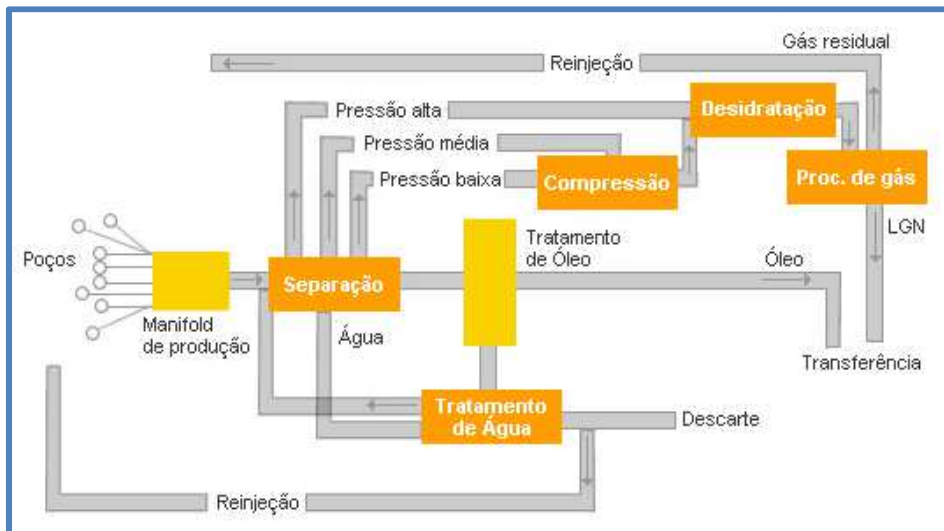 Gás residual
Reinjeção
Pressão alta
Desidratação
Pressão média
Pressão baixa
Compressão
Proc. de gás
LGN
Tratamento
de Óleo
Poços
Óleo
Separação
Manifold
de produção
Água
Transferência
Tratamento
de Água
Descarte
Reinjeção